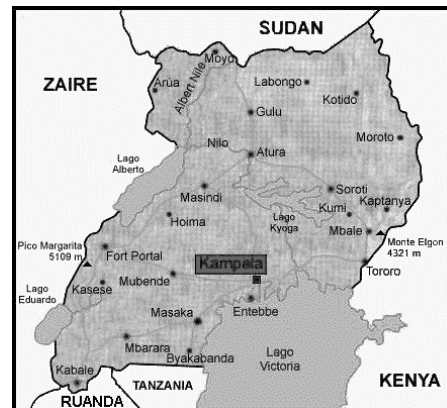 SUDAN
ZAIRE
Moyo
Arúa
Albert Nile
Labongo
Kotido
Gulu
Moroto
Nilo
Atura
Lago
Alberto
Masindi
Soroti
Kaptanya
Kumi
Hoima
Lago
Kyoga
Mbale
Monte Elgon
4321 m
Pico Margarita
5109 m
Fort Portal
Kampala
Tororo
Mubende
Kasese
Lago
Eduardo
Entebbe
Masaka
Mbarara
Byakabanda
Lago
Victoria
Kabale
TANZANIA
KENYA
RUANDA